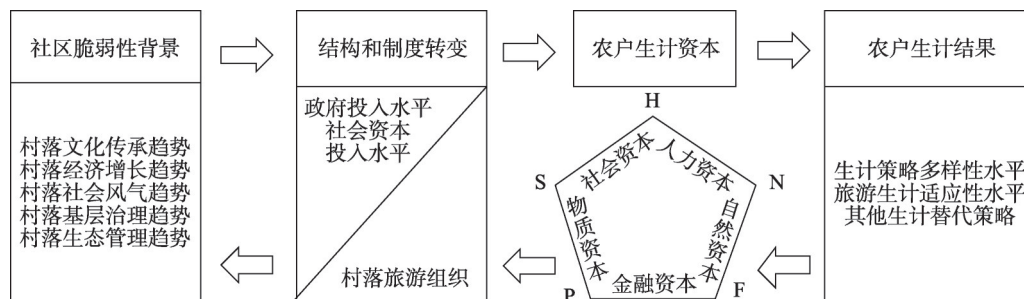 社区脆弱性背景
结构和制度转变
农户生计资本
农户生计结果
村落文化传承趋势
村落经济增长趋势
村落社会风气趋势
村落基层治理趋势
村落生态管理趋势
政府投入水平
社会资本
投入水平
村落旅游组织
H
S
N
P
F
社会资本
人力资本
物质资本
自然资本
金融资本
生计策略多样性水平
旅游生计适应性水平
其他生计替代策略